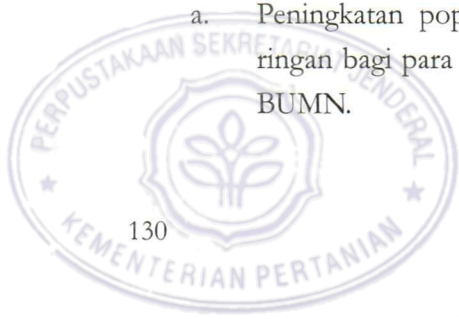 a. Peningkatan pop
ringan bagi para
BUMN.
130
PERPUSTAKAAN SEKRETARIAT JENDERAL
KEMENTERIAN PERTANIAN